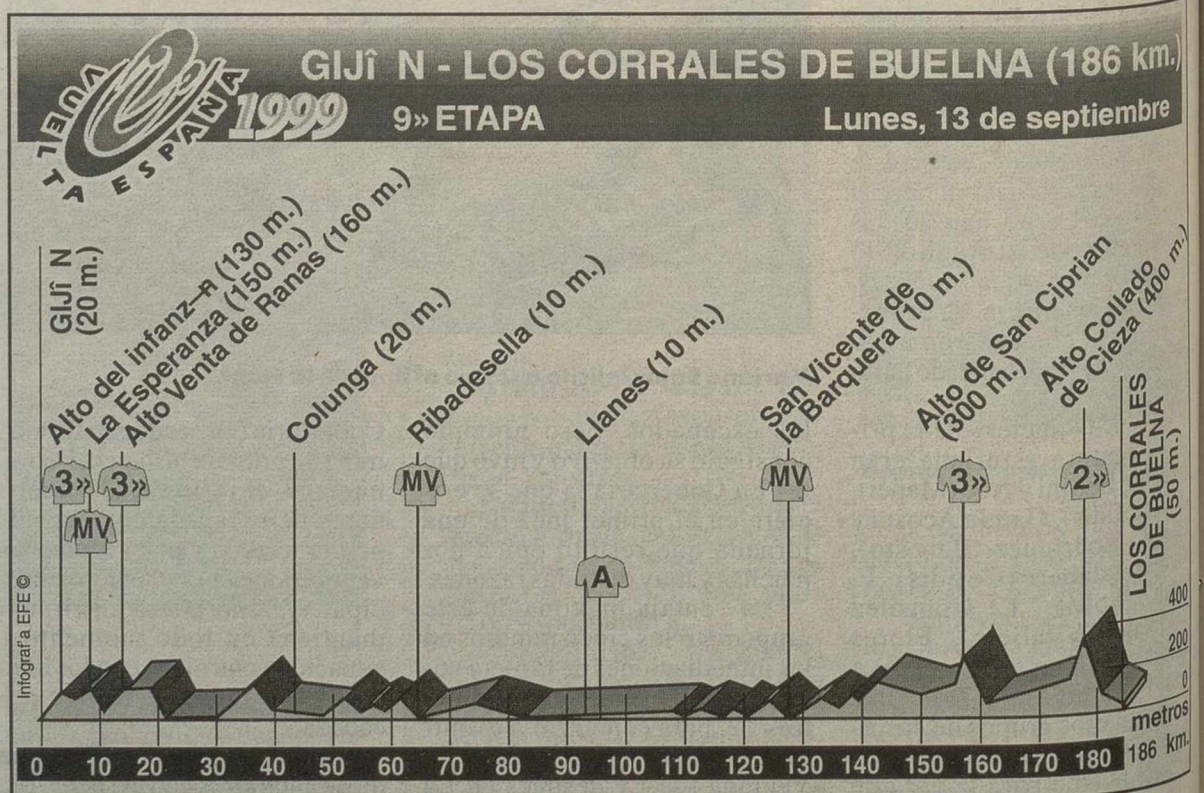 GIJî N - LOS CORRALES DE BUELNA (186 km.)
VUELTA ESPAÑA
1999
9» ETAPA
Lunes, 13 de septiembre
GIJî N
(20 m.)
Alto del infanz—n (130 m.)
La Esperanza (150 m.)
Alto Venta de Ranas (160 m.)
Colunga (20 m.)
Ribadesella (10 m.)
Llanes (10 m.)
San Vicente de
la Barquera (10 m.)
Alto de San Ciprian
(300 m.)
Alto Collado
de Cieza (400 m.)
LOS CORRALES
DE BUELNA
(50 m.)
3»
MV
3»
MV
A
MV
3»
2»
400
200
0
metros
Infograf'a EFE ©
0 10 20 30 40 50 60 70 80 90 100 110 120 130 140 150 160 170 180 186 km.